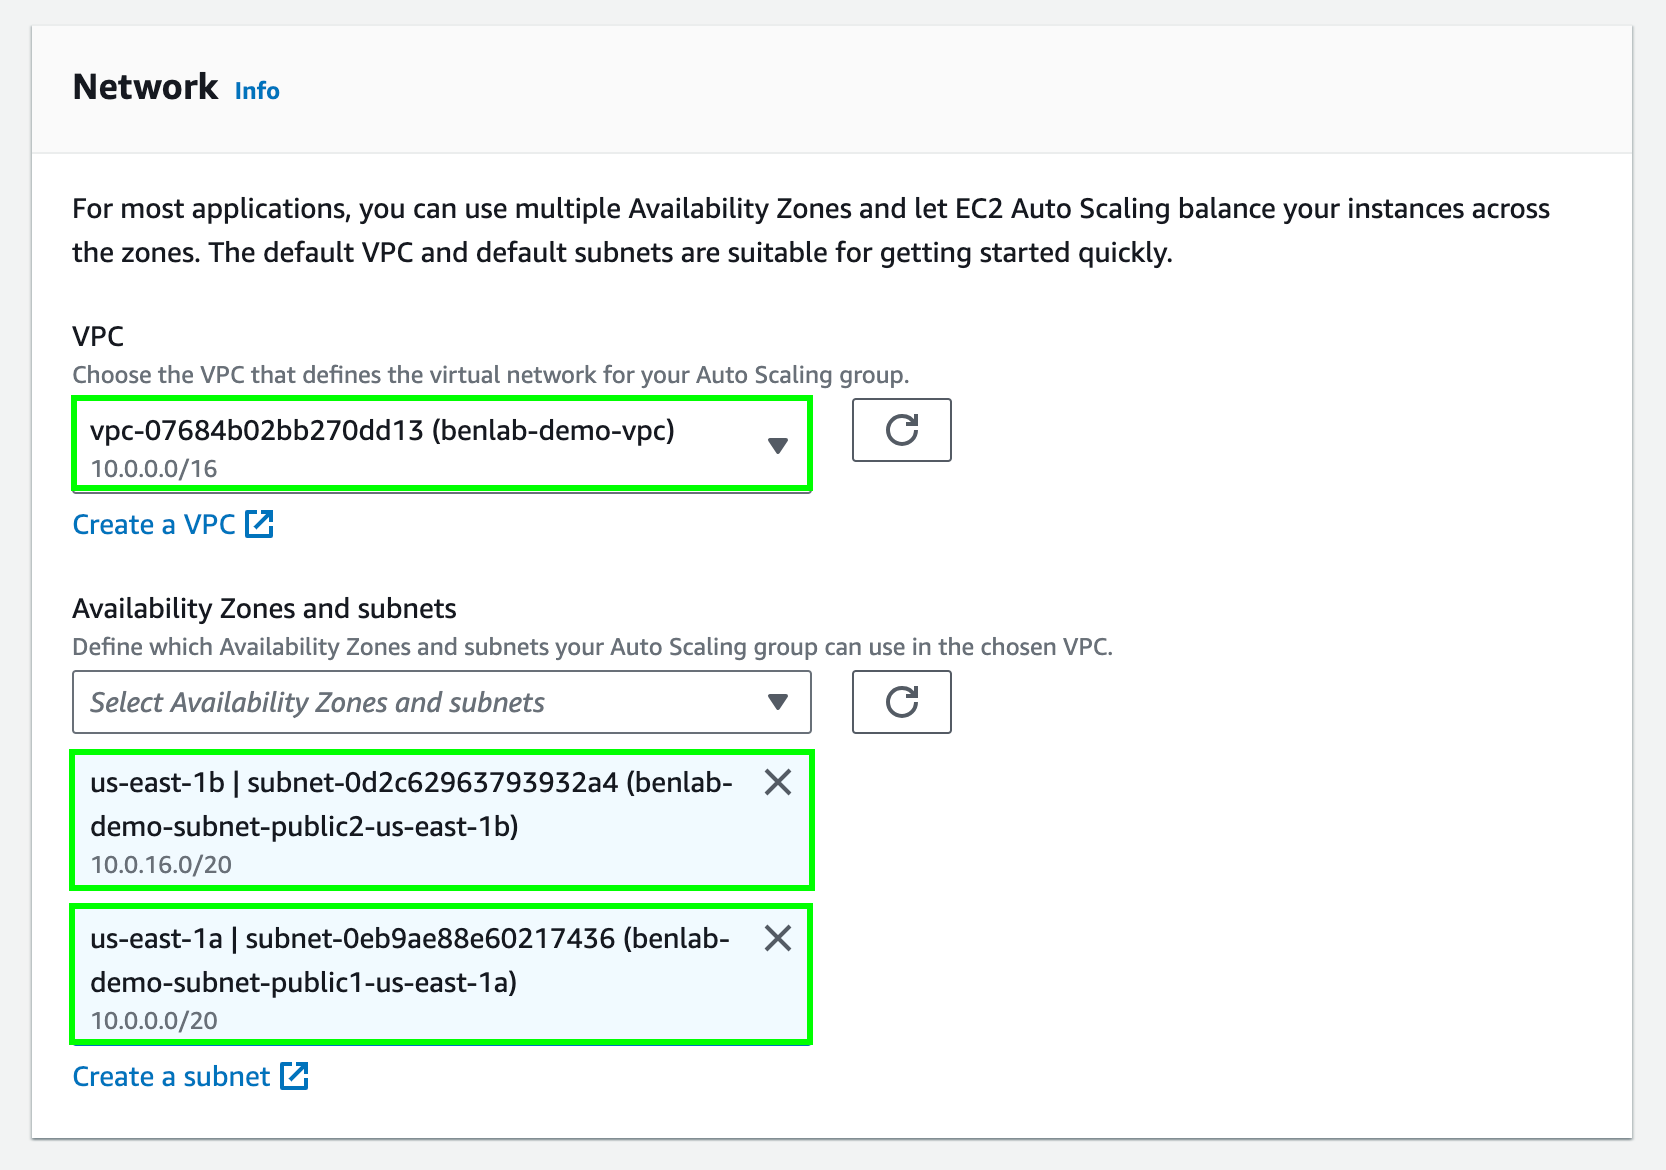 Network Info
For most applications, you can use multiple Availability Zones and let EC2 Auto Scaling balance your instances across
the zones. The default VPC and default subnets are suitable for getting started quickly.
VPC
Choose the VPC that defines the virtual network for your Auto Scaling group.
vpc-07684b02bb270dd13 (benlab-demo-vpc)
10.0.0.0/16
Create a VPC
Availability Zones and subnets
Define which Availability Zones and subnets your Auto Scaling group can use in the chosen VPC.
Select Availability Zones and subnets
us-east-1b | subnet-0d2c62963793932a4 (benlab-
demo-subnet-public2-us-east-1b)
10.0.16.0/20
us-east-1a | subnet-0eb9ae88e60217436 (benlab-
demo-subnet-public1-us-east-1a)
10.0.0.0/20
Create a subnet